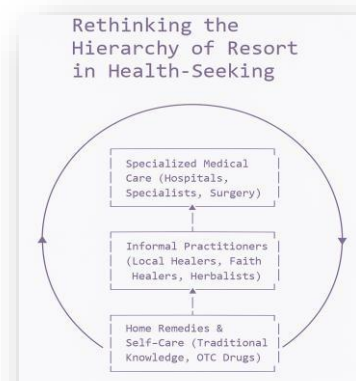 Rethinking the
Hierarchy of Resort
in Health-Seeking
Specialized Medical
Care (Hospitals,
Specialists, Surgery)
Informal Practitioners
(Local Healers, Faith
Healers, Herbalists)
Home Remedies &
Self-Care (Traditional
Knowledge, OTC Drugs)